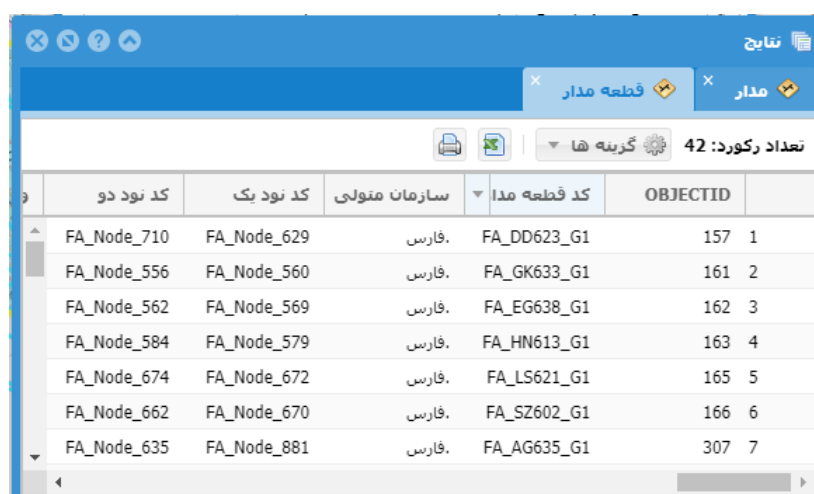 نتایج
مدار
قطعه مدار
تعداد رکورد: 42 گزینه ها
OBJECTID کد قطعه مدا سازمان متولی کد نود یک کد نود دو و
1 157 FA_DD623_G1 .فارس FA_Node_629 FA_Node_710
2 161 FA_GK633_G1 .فارس FA_Node_560 FA_Node_556
3 162 FA_EG638_G1 .فارس FA_Node_569 FA_Node_562
4 163 FA_HN613_G1 .فارس FA_Node_579 FA_Node_584
5 165 FA_LS621_G1 .فارس FA_Node_672 FA_Node_674
6 166 FA_SZ602_G1 .فارس FA_Node_670 FA_Node_662
7 307 FA_AG635_G1 .فارس FA_Node_881 FA_Node_635